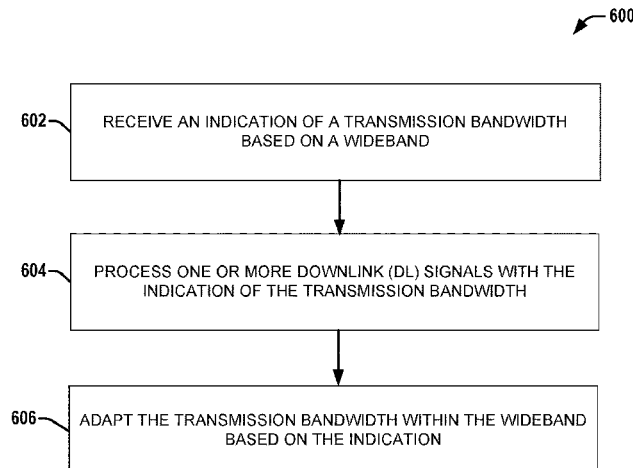 600
602
RECEIVE AN INDICATION OF A TRANSMISSION BANDWIDTH
BASED ON A WIDEBAND
604
PROCESS ONE OR MORE DOWNLINK (DL) SIGNALS WITH THE
INDICATION OF THE TRANSMISSION BANDWIDTH
606
ADAPT THE TRANSMISSION BANDWIDTH WITHIN THE WIDEBAND
BASED ON THE INDICATION